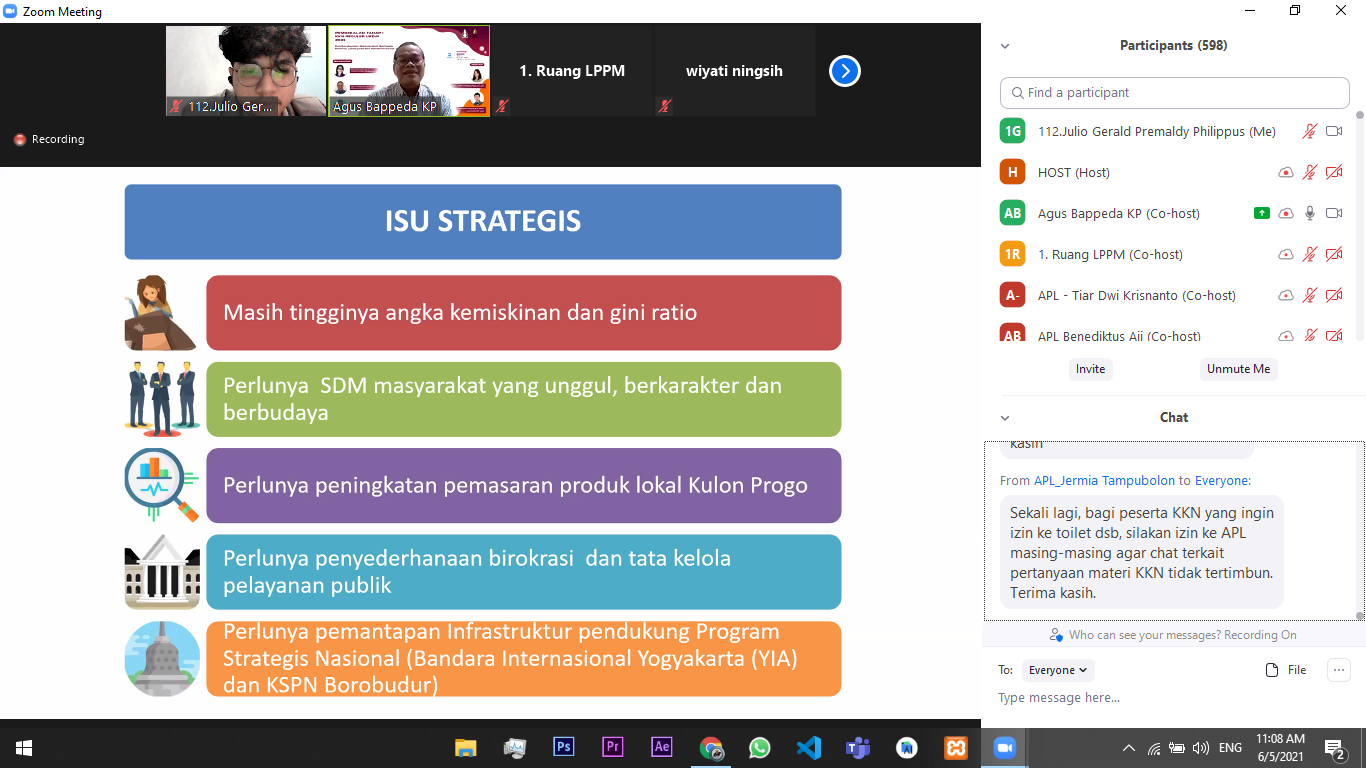 Zoom Meeting
112.Julio Ger...
Agus Bappeda KP
1. Ruang LPPM
wiyati ningsih
Recording
ISU STRATEGIS
Masih tingginya angka kemiskinan dan gini ratio
Perlunya SDM masyarakat yang unggul, berkarakter dan
berbudaya
Perlunya peningkatan pemasaran produk lokal Kulon Progo
Perlunya penyederhanaan birokrasi dan tata kelola
pelayanan publik
Perlunya pemantapan Infrastruktur pendukung Program
Strategis Nasional (Bandara Internasional Yogyakarta (YIA)
dan KSPN Borobudur)
Participants (598)
Find a participant
1G 112.Julio Gerald Premaldy Philippus (Me)
H HOST (Host)
AB Agus Bappeda KP (Co-host)
1R 1. Ruang LPPM (Co-host)
A- APL - Tiar Dwi Krisnanto (Co-host)
AB APL Benediktus Aji (Co-host)
Invite
Unmute Me
Chat
kasih
From APL_Jermia Tampubolon to Everyone:
Sekali lagi, bagi peserta KKN yang ingin
izin ke toilet dsb, silakan izin ke APL
masing-masing agar chat terkait
pertanyaan materi KKN tidak tertimbun.
Terima kasih.
Who can see your messages? Recording On
To: Everyone
File
Type message here...
Ps
Pr
Ae
ENG
11:08 AM
6/5/2021
2